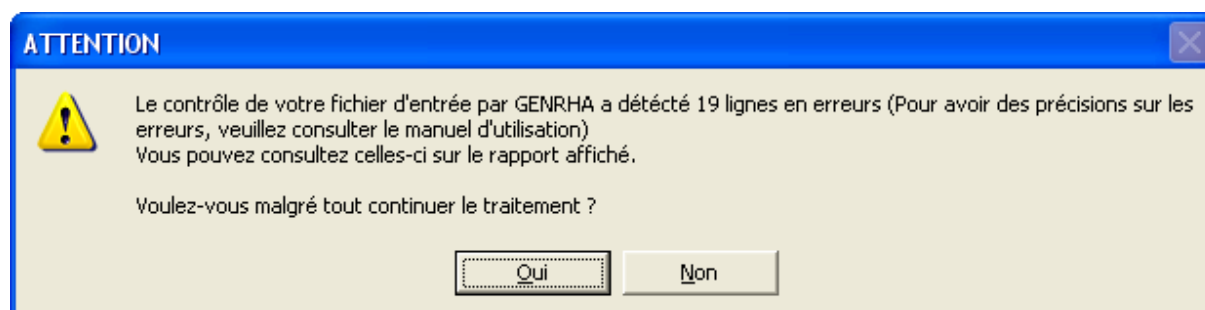 ATTENTION
Le contrôle de votre fichier d'entrée par GENRHA a détécté 19 lignes en erreurs (Pour avoir des précisions sur les
erreurs, veuillez consulter le manuel d'utilisation)
Vous pouvez consultez celles-ci sur le rapport affiché.
Voulez-vous malgré tout continuer le traitement ?
Oui Non